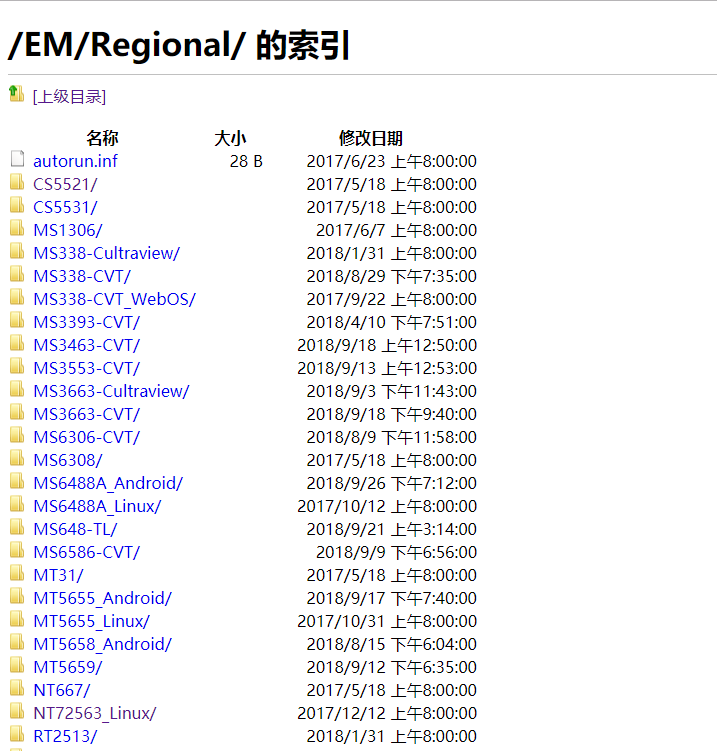 /EM/Regional/ 的索引
[上级目录]
名称 大小 修改日期
autorun.inf 28 B 2017/6/23 上午8:00:00
CS5521/ 2017/5/18 上午8:00:00
CS5531/ 2017/5/18 上午8:00:00
MS1306/ 2017/6/7 上午8:00:00
MS338-Cultraview/ 2018/1/31 上午8:00:00
MS338-CVT/ 2018/8/29 下午7:35:00
MS338-CVT_WebOS/ 2017/9/22 上午8:00:00
MS3393-CVT/ 2018/4/10 下午7:51:00
MS3463-CVT/ 2018/9/18 上午12:50:00
MS3553-CVT/ 2018/9/13 上午12:53:00
MS3663-Cultraview/ 2018/9/3 下午11:43:00
MS3663-CVT/ 2018/9/18 下午9:40:00
MS6306-CVT/ 2018/8/9 下午11:58:00
MS6308/ 2017/5/18 上午8:00:00
MS6488A_Android/ 2018/9/26 下午7:12:00
MS6488A_Linux/ 2017/10/12 上午8:00:00
MS648-TL/ 2018/9/21 上午3:14:00
MS6586-CVT/ 2018/9/9 下午6:56:00
MT31/ 2017/5/18 上午8:00:00
MT5655_Android/ 2018/9/17 下午7:40:00
MT5655_Linux/ 2017/10/31 上午8:00:00
MT5658_Android/ 2018/8/15 下午6:04:00
MT5659/ 2018/9/12 下午6:35:00
NT667/ 2017/5/18 上午8:00:00
NT72563_Linux/ 2017/12/12 上午8:00:00
RT2513/ 2018/1/31 上午8:00:00